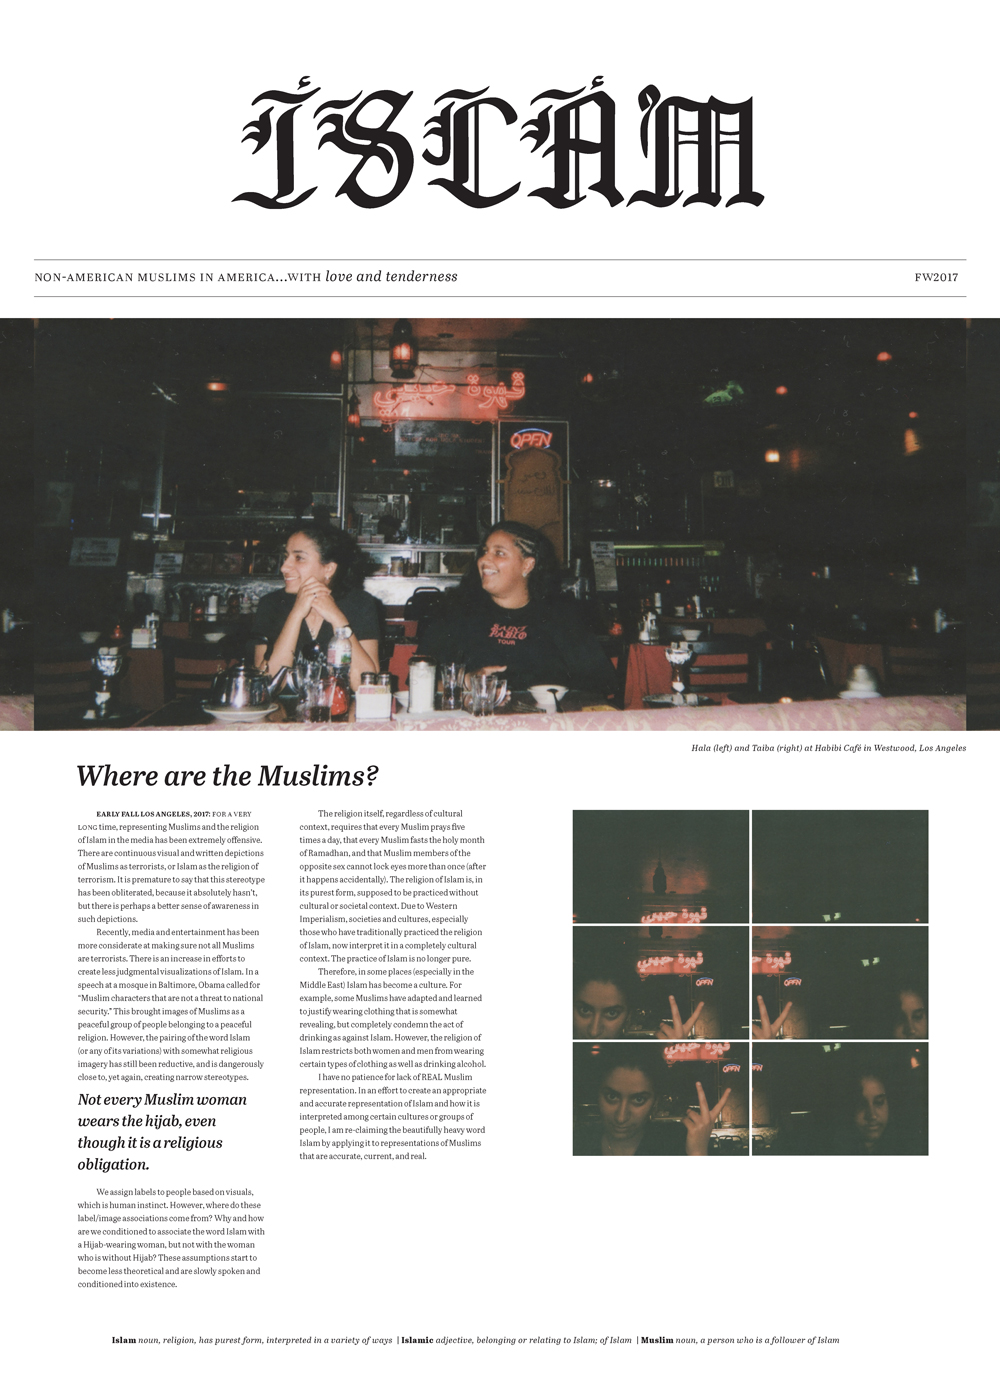 ISLAM
NON-AMERICAN MUSLIMS IN AMERICA...WITH love and tenderness
FW2017
قهوة حبيبي
OPEN
SAINT
PABLO
TOUR
Hala (left) and Taiba (right) at Habibi Café in Westwood, Los Angeles
Where are the Muslims?
EARLY FALL LOS ANGELES, 2017: FOR A VERY
LONG time, representing Muslims and the religion
of Islam in the media has been extremely offensive.
There are continuous visual and written depictions
of Muslims as terrorists, or Islam as the religion of
terrorism. It is premature to say that this stereotype
has been obliterated, because it absolutely hasn't,
but there is perhaps a better sense of awareness in
such depictions.
Recently, media and entertainment has been
more considerate at making sure not all Muslims
are terrorists. There is an increase in efforts to
create less judgmental visualizations of Islam. In a
speech at a mosque in Baltimore, Obama called for
“Muslim characters that are not a threat to national
security.” This brought images of Muslims as a
peaceful group of people belonging to a peaceful
religion. However, the pairing of the word Islam
(or any of its variations) with somewhat religious
imagery has still been reductive, and is dangerously
close to, yet again, creating narrow stereotypes.
Not every Muslim woman
wears the hijab, even
though it is a religious
obligation.
We assign labels to people based on visuals,
which is human instinct. However, where do these
label/image associations come from? Why and how
are we conditioned to associate the word Islam with
a Hijab-wearing woman, but not with the woman
who is without Hijab? These assumptions start to
become less theoretical and are slowly spoken and
conditioned into existence.
The religion itself, regardless of cultural
context, requires that every Muslim prays five
times a day, that every Muslim fasts the holy month
of Ramadhan, and that Muslim members of the
opposite sex cannot lock eyes more than once (after
it happens accidentally). The religion of Islam is, in
its purest form, supposed to be practiced without
cultural or societal context. Due to Western
Imperialism, societies and cultures, especially
those who have traditionally practiced the religion
of Islam, now interpret it in a completely cultural
context. The practice of Islam is no longer pure.
Therefore, in some places (especially in the
Middle East) Islam has become a culture. For
example, some Muslims have adapted and learned
to justify wearing clothing that is somewhat
revealing, but completely condemn the act of
drinking as against Islam. However, the religion of
Islam restricts both women and men from wearing
certain types of clothing as well as drinking alcohol.
I have no patience for lack of REAL Muslim
representation. In an effort to create an appropriate
and accurate representation of Islam and how it is
interpreted among certain cultures or groups of
people, I am re-claiming the beautifully heavy word
Islam by applying it to representations of Muslims
that are accurate, current, and real.
OPEN
OPEN
Islam noun, religion, has purest form, interpreted in a variety of ways | Islamic adjective, belonging or relating to Islam; of Islam | Muslim noun, a person who is a follower of Islam